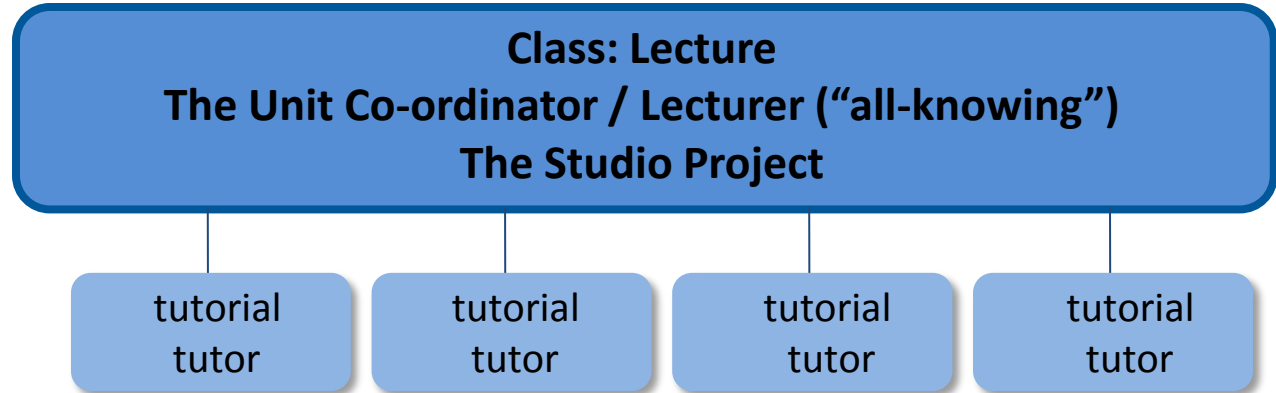 Class: Lecture
The Unit Co-ordinator / Lecturer (“all-knowing”)
The Studio Project
tutorial
tutor
tutorial
tutor
tutorial
tutor
tutorial
tutor